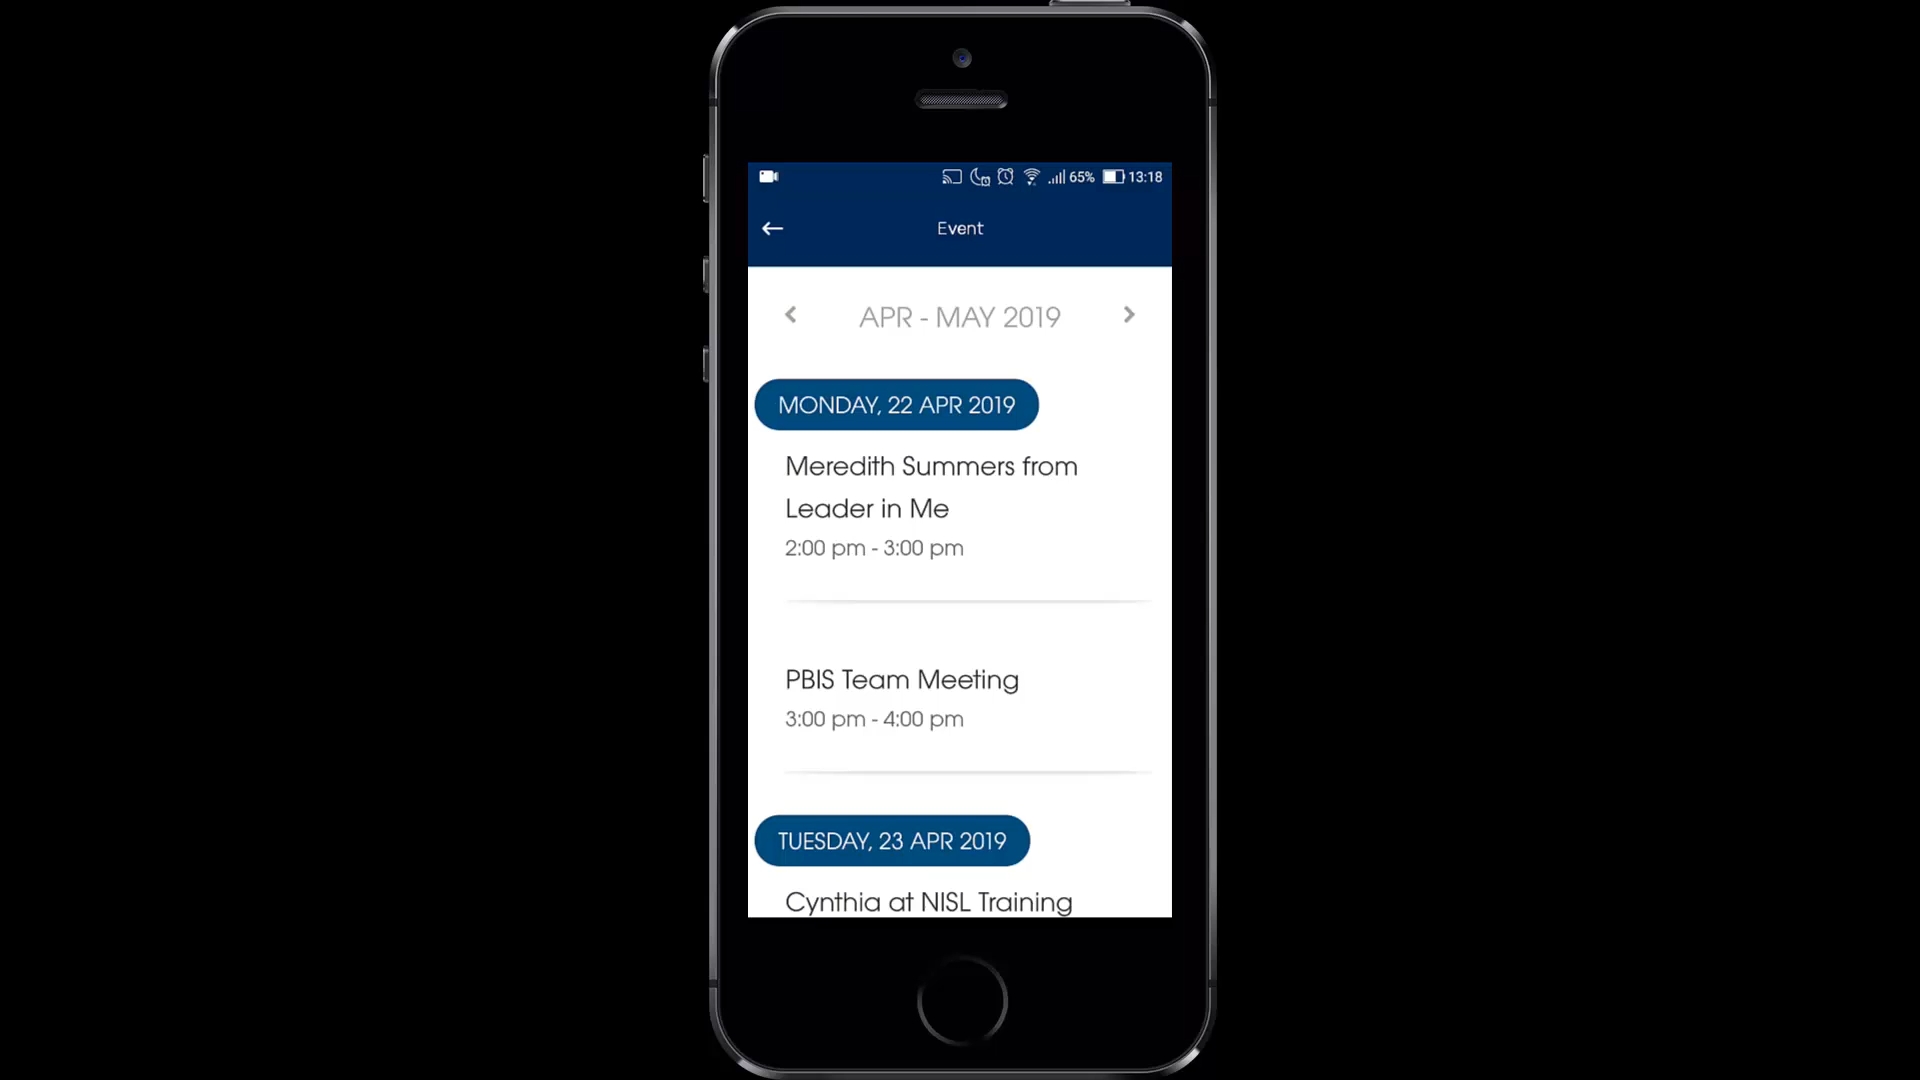 65% 13:18
Event
APR - MAY 2019
MONDAY, 22 APR 2019
Meredith Summers from
Leader in Me
2:00 pm - 3:00 pm
PBIS Team Meeting
3:00 pm - 4:00 pm
TUESDAY, 23 APR 2019
Cynthia at NISL Training